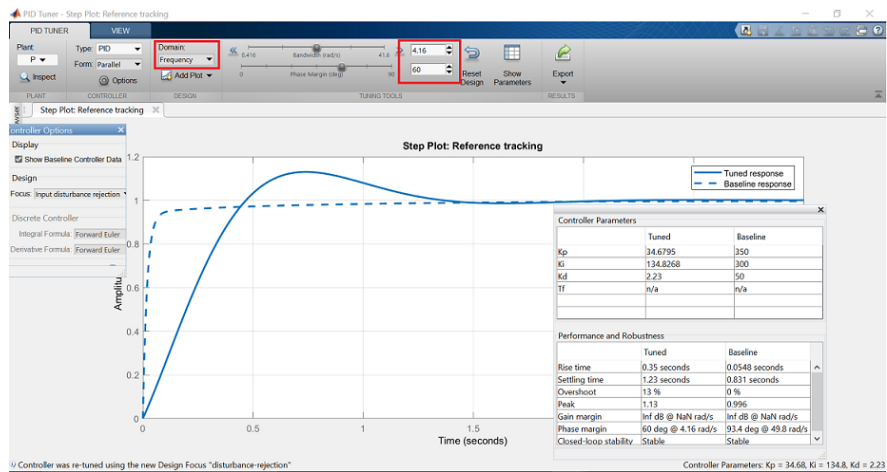 PID Tuner - Step Plot: Reference tracking
PID TUNER VIEW
Plant: Type: PID Domain:
P Form: Parallel Frequency 0.416 Bandwidth (rad/s) 41.6 4.16
Inspect Options Add Plot 0 Phase Margin (deg) 90 60 Reset Design Show Parameters Export
PLANT CONTROLLER DESIGN TUNING TOOLS RESULTS
Step Plot: Reference tracking
ontroller Options
Display
Show Baseline Controller Data
Design
Focus: Input disturbance rejection
Discrete Controller
Integral Formula: Forward Euler
Derivative Formula: Forward Euler
Step Plot: Reference tracking
Tuned response
Baseline response
1.2
1
0.8
0.6
0.4
0.2
0
Amplitu
0 0.5 1 1.5
Time (seconds)
Controller Parameters
Tuned Baseline
Kp 34.6795 350
Ki 134.8268 300
Kd 2.23 50
Tf n/a n/a
Performance and Robustness
Tuned Baseline
Rise time 0.35 seconds 0.0548 seconds
Settling time 1.23 seconds 0.831 seconds
Overshoot 13 % 0 %
Peak 1.13 0.996
Gain margin Inf dB @ NaN rad/s Inf dB @ NaN rad/s
Phase margin 60 deg @ 4.16 rad/s 93.4 deg @ 49.8 rad/s
Closed-loop stability Stable Stable
Controller was re-tuned using the new Design Focus "disturbance-rejection"
Controller Parameters: Kp = 34.68, Ki = 134.8, Kd = 2.23